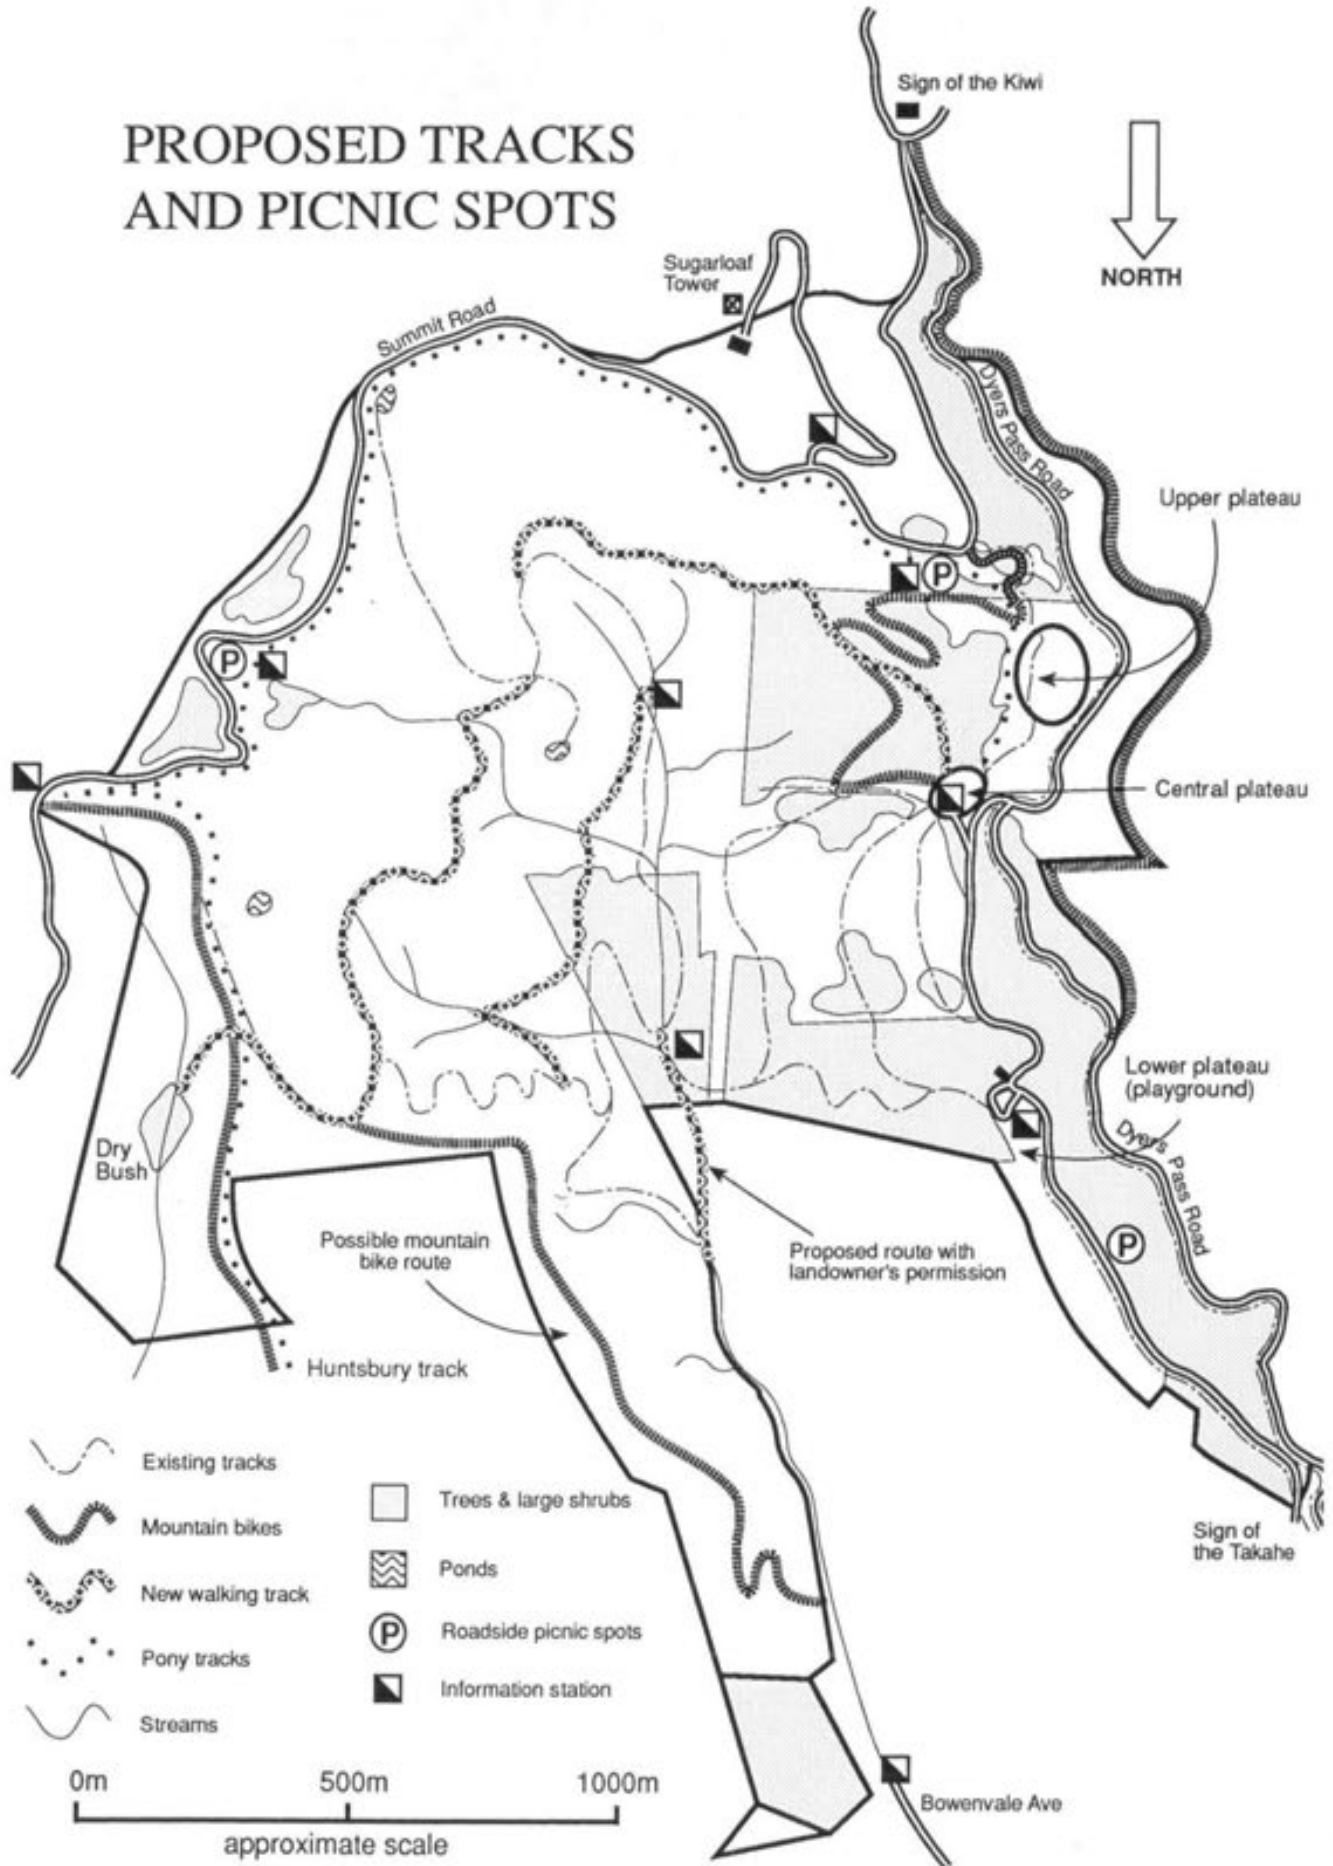 PROPOSED TRACKS
AND PICNIC SPOTS
Sign of the Kiwi
NORTH
Sugarloaf
Tower
Summit Road
Dyers Pass Road
Upper plateau
P
P
Central plateau
Lower plateau
(playground)
Dyers Pass Road
Dry
Bush
P
Possible mountain
bike route
Proposed route with
landowner's permission
Huntsbury track
Sign of
the Takahe
Existing tracks
Mountain bikes
New walking track
Pony tracks
Streams
Trees & large shrubs
Ponds
P Roadside picnic spots
Information station
0m 500m 1000m
approximate scale
Bowenvale Ave